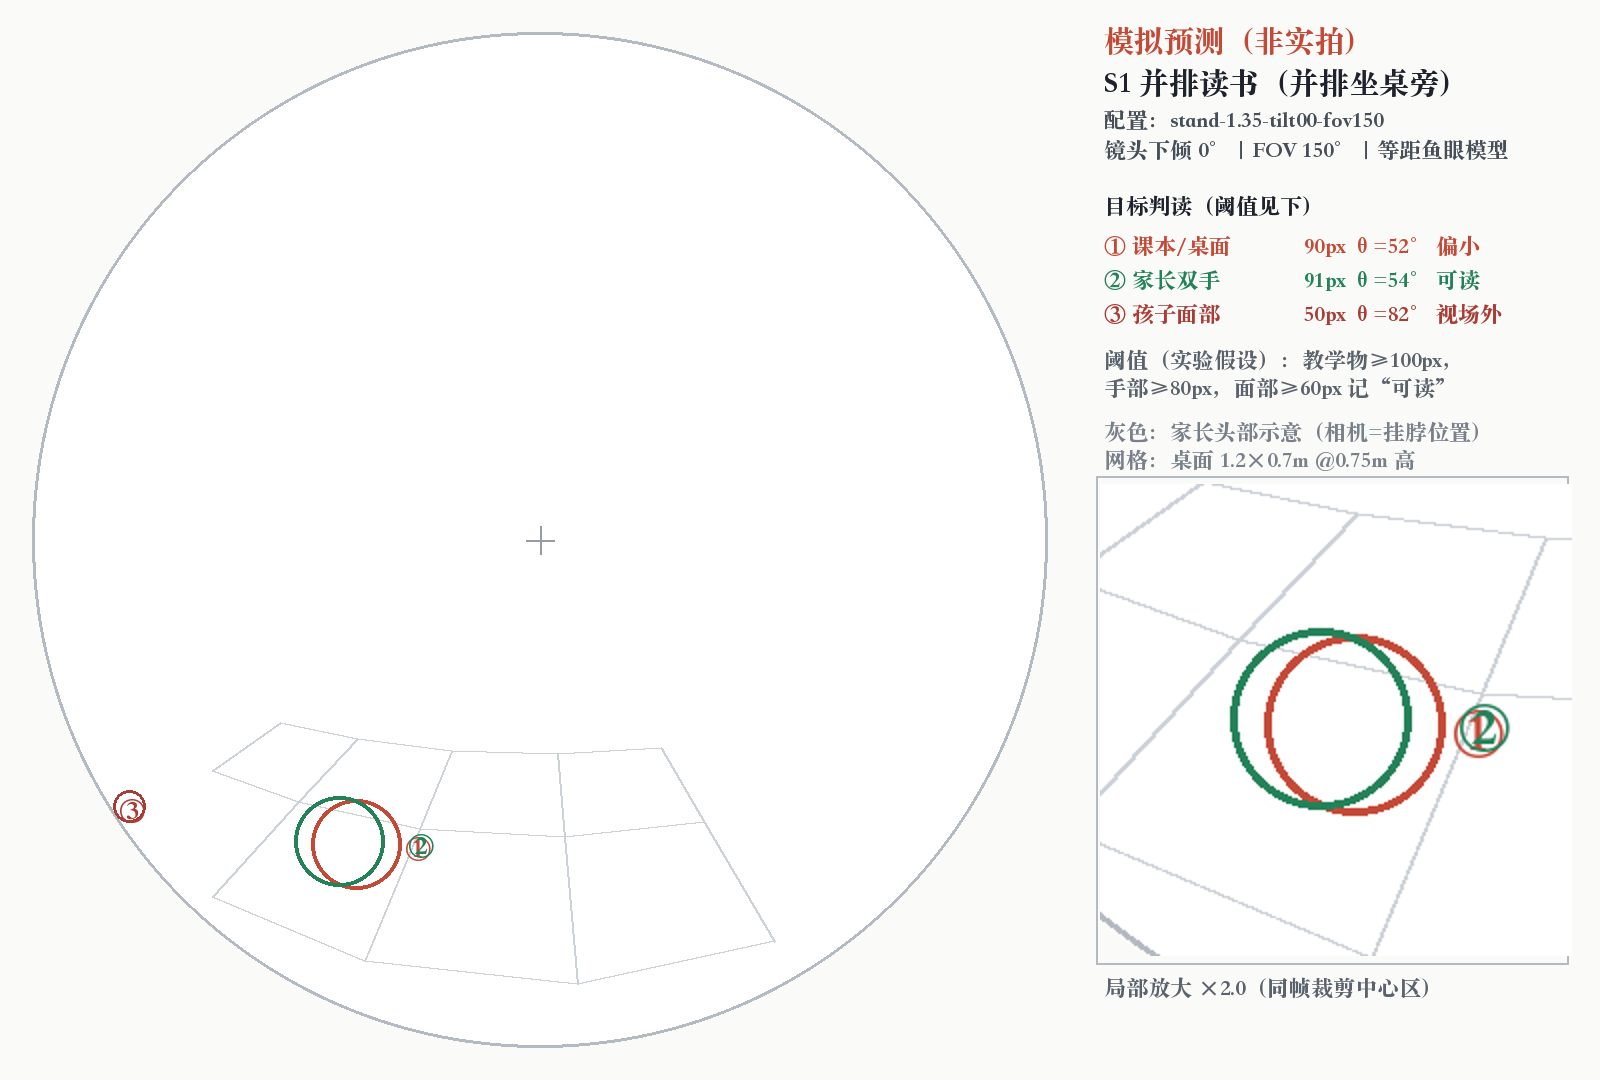 模拟预测（非实拍）
S1 并排读书（并排坐桌旁）
配置：stand-1.35-tilt00-fov150
镜头下倾 0° | FOV 150° | 等距鱼眼模型
目标判读（阈值见下）
① 课本/桌面 90px θ=52° 偏小
② 家长双手 91px θ=54° 可读
③ 孩子面部 50px θ=82° 视场外
阈值（实验假设）：教学物≥100px，
手部≥80px，面部≥60px 记“可读”
灰色：家长头部示意（相机=挂脖位置）
网格：桌面 1.2×0.7m @0.75m 高
③
①
②
①
②
局部放大 ×2.0（同帧裁剪中心区）